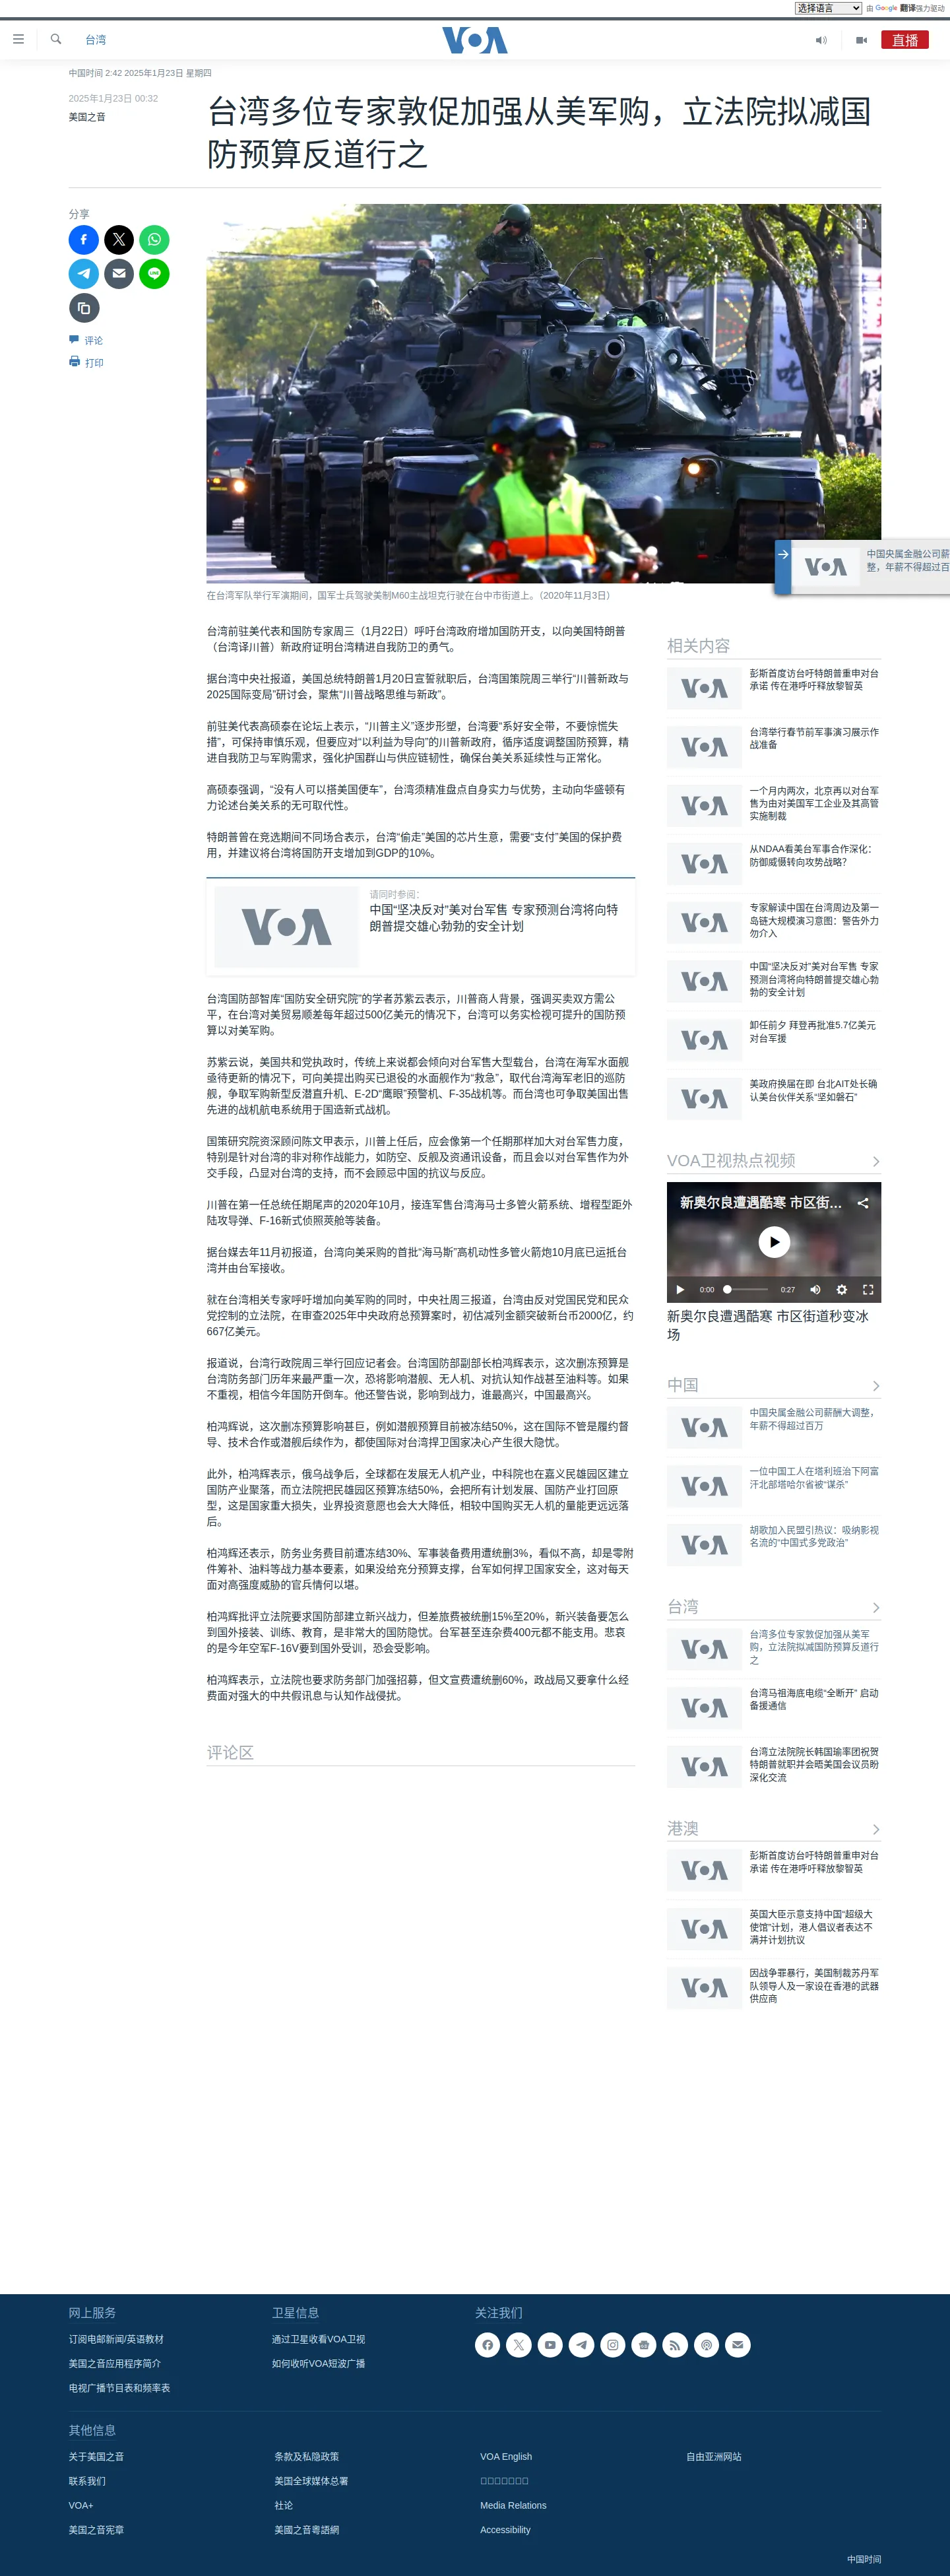 选择语言
由 Google 翻译强力驱动
台湾
VOA
直播
中国时间 2:42 2025年1月23日 星期四
2025年1月23日 00:32
美国之音
台湾多位专家敦促加强从美军购，立法院拟减国
防预算反道行之
分享
评论
打印
在台湾军队举行军演期间，国军士兵驾驶美制M60主战坦克行驶在台中市街道上。（2020年11月3日）
VOA
中国央属金融公司薪
整，年薪不得超过百
台湾前驻美代表和国防专家周三（1月22日）呼吁台湾政府增加国防开支，以向美国特朗普
（台湾译川普）新政府证明台湾精进自我防卫的勇气。
据台湾中央社报道，美国总统特朗普1月20日宣誓就职后，台湾国策院周三举行“川普新政与
2025国际变局”研讨会，聚焦“川普战略思维与新政”。
前驻美代表高硕泰在论坛上表示，“川普主义”逐步形塑，台湾要“系好安全带，不要惊慌失
措”，可保持审慎乐观，但要应对“以利益为导向”的川普新政府，循序适度调整国防预算，精
进自我防卫与军购需求，强化护国群山与供应链韧性，确保台美关系延续性与正常化。
高硕泰强调，“没有人可以搭美国便车”，台湾须精准盘点自身实力与优势，主动向华盛顿有
力论述台美关系的无可取代性。
特朗普曾在竞选期间不同场合表示，台湾“偷走”美国的芯片生意，需要“支付”美国的保护费
用，并建议将台湾将国防开支增加到GDP的10%。
VOA
请同时参阅：
中国“坚决反对”美对台军售 专家预测台湾将向特
朗普提交雄心勃勃的安全计划
台湾国防部智库“国防安全研究院”的学者苏紫云表示，川普商人背景，强调买卖双方需公
平，在台湾对美贸易顺差每年超过500亿美元的情况下，台湾可以务实检视可提升的国防预
算以对美军购。
苏紫云说，美国共和党执政时，传统上来说都会倾向对台军售大型载台，台湾在海军水面舰
亟待更新的情况下，可向美提出购买已退役的水面舰作为“救急”，取代台湾海军老旧的巡防
舰，争取军购新型反潜直升机、E-2D“鹰眼”预警机、F-35战机等。而台湾也可争取美国出售
先进的战机航电系统用于国造新式战机。
国策研究院资深顾问陈文甲表示，川普上任后，应会像第一个任期那样加大对台军售力度，
特别是针对台湾的非对称作战能力，如防空、反舰及资通讯设备，而且会以对台军售作为外
交手段，凸显对台湾的支持，而不会顾忌中国的抗议与反应。
川普在第一任总统任期尾声的2020年10月，接连军售台湾海马士多管火箭系统、增程型距外
陆攻导弹、F-16新式侦照荚舱等装备。
据台媒去年11月初报道，台湾向美采购的首批“海马斯”高机动性多管火箭炮10月底已运抵台
湾并由台军接收。
就在台湾相关专家呼吁增加向美军购的同时，中央社周三报道，台湾由反对党国民党和民众
党控制的立法院，在审查2025年中央政府总预算案时，初估减列金额突破新台币2000亿，约
667亿美元。
报道说，台湾行政院周三举行回应记者会。台湾国防部副部长柏鸿辉表示，这次删冻预算是
台湾防务部门历年来最严重一次，恐将影响潜舰、无人机、对抗认知作战甚至油料等。如果
不重视，相信今年国防开倒车。他还警告说，影响到战力，谁最高兴，中国最高兴。
柏鸿辉说，这次删冻预算影响甚巨，例如潜舰预算目前被冻结50%，这在国际不管是履约督
导、技术合作或潜舰后续作为，都使国际对台湾捍卫国家决心产生很大隐忧。
此外，柏鸿辉表示，俄乌战争后，全球都在发展无人机产业，中科院也在嘉义民雄园区建立
国防产业聚落，而立法院把民雄园区预算冻结50%，会把所有计划发展、国防产业打回原
型，这是国家重大损失，业界投资意愿也会大大降低，相较中国购买无人机的量能更远远落
后。
柏鸿辉还表示，防务业务费目前遭冻结30%、军事装备费用遭统删3%，看似不高，却是零附
件筹补、油料等战力基本要素，如果没给充分预算支撑，台军如何捍卫国家安全，这对每天
面对高强度威胁的官兵情何以堪。
柏鸿辉批评立法院要求国防部建立新兴战力，但差旅费被统删15%至20%，新兴装备要怎么
到国外接装、训练、教育，是非常大的国防隐忧。台军甚至连杂费400元都不能支用。悲哀
的是今年空军F-16V要到国外受训，恐会受影响。
柏鸿辉表示，立法院也要求防务部门加强招募，但文宣费遭统删60%，政战局又要拿什么经
费面对强大的中共假讯息与认知作战侵扰。
评论区
相关内容
VOA
彭斯首度访台吁特朗普重申对台
承诺 传在港呼吁释放黎智英
VOA
台湾举行春节前军事演习展示作
战准备
VOA
一个月内两次，北京再以对台军
售为由对美国军工企业及其高管
实施制裁
VOA
从NDAA看美台军事合作深化：
防御威慑转向攻势战略？
VOA
专家解读中国在台湾周边及第一
岛链大规模演习意图：警告外力
勿介入
VOA
中国“坚决反对”美对台军售 专家
预测台湾将向特朗普提交雄心勃
勃的安全计划
VOA
卸任前夕 拜登再批准5.7亿美元
对台军援
VOA
美政府换届在即 台北AIT处长确
认美台伙伴关系“坚如磐石”
VOA卫视热点视频
新奥尔良遭遇酷寒 市区街...
0:00
0:27
新奥尔良遭遇酷寒 市区街道秒变冰
场
中国
VOA
中国央属金融公司薪酬大调整，
年薪不得超过百万
VOA
一位中国工人在塔利班治下阿富
汗北部塔哈尔省被“谋杀”
VOA
胡歌加入民盟引热议：吸纳影视
名流的“中国式多党政治”
台湾
VOA
台湾多位专家敦促加强从美军
购，立法院拟减国防预算反道行
之
VOA
台湾马祖海底电缆“全断开” 启动
备援通信
VOA
台湾立法院院长韩国瑜率团祝贺
特朗普就职并会晤美国会议员盼
深化交流
港澳
VOA
彭斯首度访台吁特朗普重申对台
承诺 传在港呼吁释放黎智英
VOA
英国大臣示意支持中国“超级大
使馆”计划，港人倡议者表达不
满并计划抗议
VOA
因战争罪暴行，美国制裁苏丹军
队领导人及一家设在香港的武器
供应商
网上服务
订阅电邮新闻/英语教材
美国之音应用程序简介
电视广播节目表和频率表
卫星信息
通过卫星收看VOA卫视
如何收听VOA短波广播
关注我们
其他信息
关于美国之音
联系我们
VOA+
美国之音宪章
条款及私隐政策
美国全球媒体总署
社论
美國之音粵語網
VOA English
Media Relations
Accessibility
自由亚洲网站
中国时间